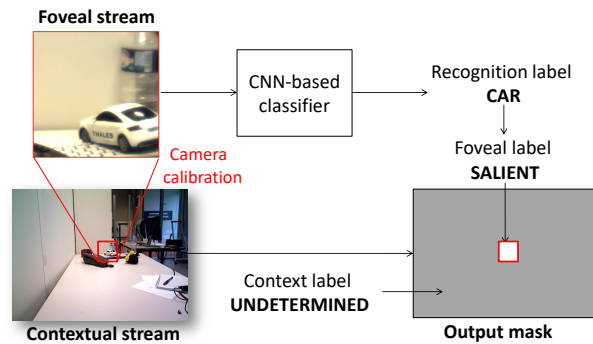 Foveal stream
THALES
CNN-based
classifier
Recognition label
CAR
Foveal label
SALIENT
Camera
calibration
Context label
UNDETERMINED
Contextual stream
Output mask